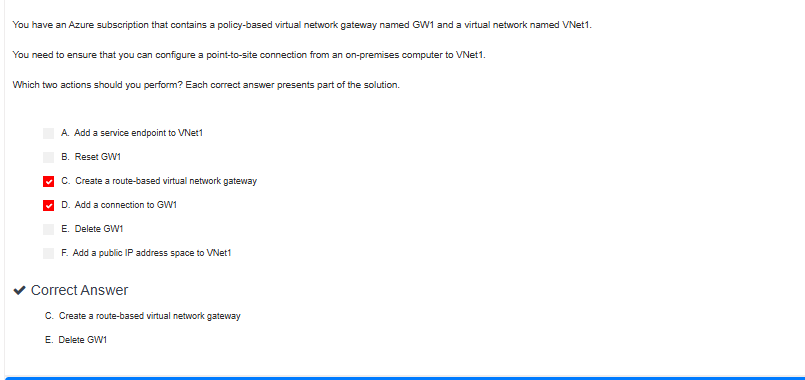 You have an Azure subscription that contains a policy-based virtual network gateway named GW1 and a virtual network named VNet1.
You need to ensure that you can configure a point-to-site connection from an on-premises computer to VNet1.
Which two actions should you perform? Each correct answer presents part of the solution.
A. Add a service endpoint to VNet1
B. Reset GW1
C. Create a route-based virtual network gateway
D. Add a connection to GW1
E. Delete GW1
F. Add a public IP address space to VNet1
Correct Answer
C. Create a route-based virtual network gateway
E. Delete GW1